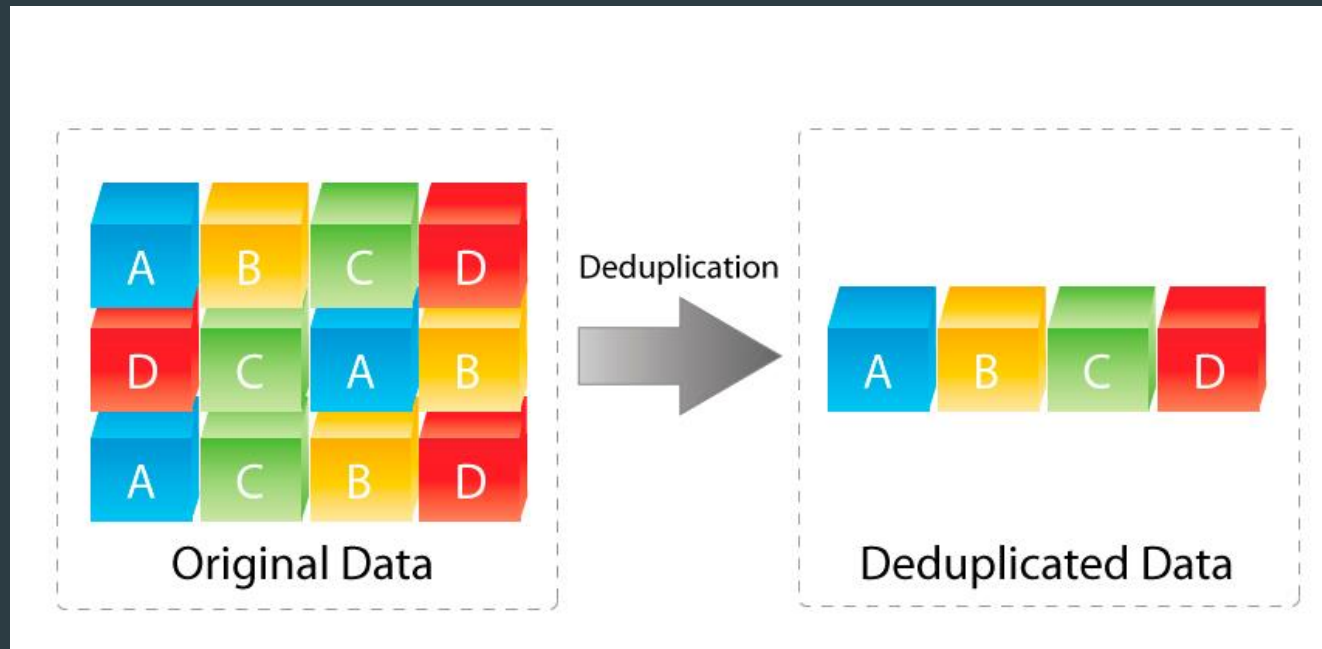 A B C D
Deduplication
D C A B
A B C D
A C B D
Original Data
Deduplicated Data